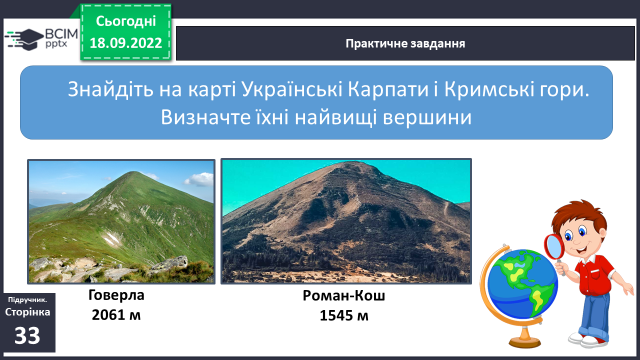 Сьогодні
18.09.2022
BCIM
pptx
Практичне завдання
Знайдіть на карті Українські Карпати і Кримські гори.
Визначте їхні найвищі вершини
Говерла
2061 м
Роман-Кош
1545 м
Підручник.
Сторінка
33